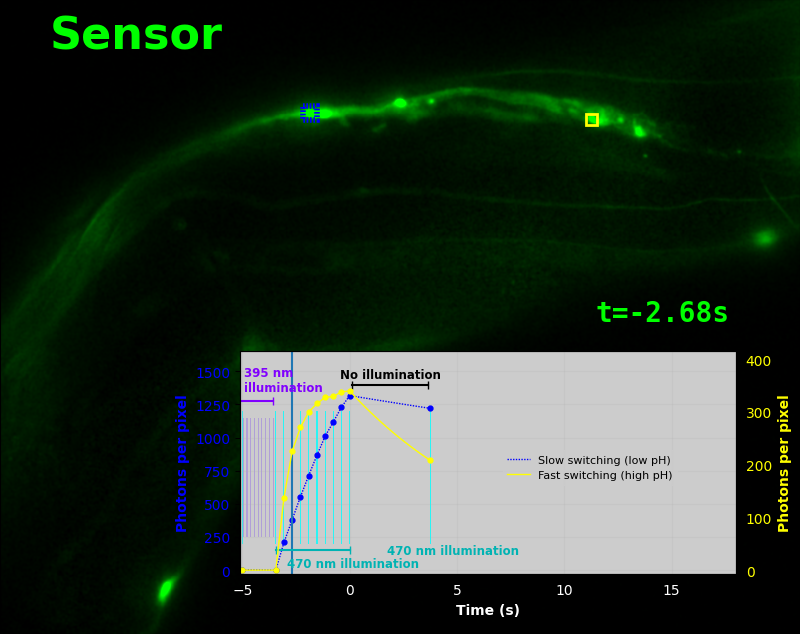 Sensor
t=-2.68s
395 nm
illumination
No illumination
1500
1250
1000
750
500
250
0
Photons per pixel
400
300
200
100
0
Photons per pixel
Slow switching (low pH)
Fast switching (high pH)
470 nm illumination
470 nm illumination
−5
0
5
10
15
Time (s)